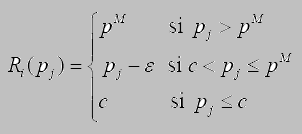 p^M si p_j > p^M
R_i(p_j) = { p_j − ε si c < p_j ≤ p^M
c si p_j ≤ c